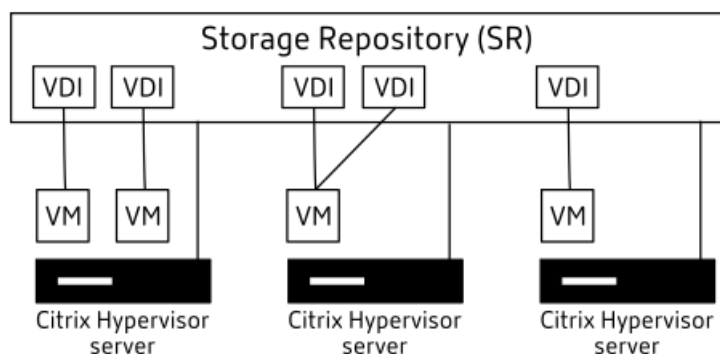 Storage Repository (SR)
VDI VDI VDI VDI VDI
VM VM VM VM
Citrix Hypervisor server
Citrix Hypervisor server
Citrix Hypervisor server